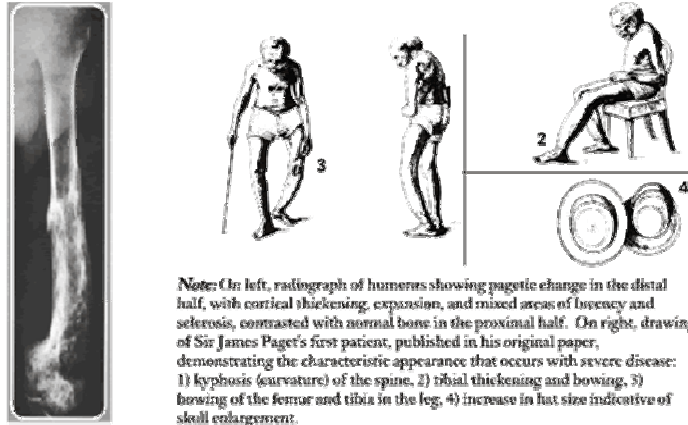 3
2
4
Note: On left, radiograph of humerus showing pagetic change in the distal
half, with cortical thickening, expansion, and mixed areas of lucency and
sclerosis, contrasted with normal bone in the proximal half. On right, drawing
of Sir James Paget's first patient, published in his original paper,
demonstrating the characteristic appearance that occurs with severe disease:
1) kyphosis (curvature) of the spine, 2) tibial thickening and bowing, 3)
bowing of the femur and tibia in the leg, 4) increase in hat size indicative of
skull enlargement.